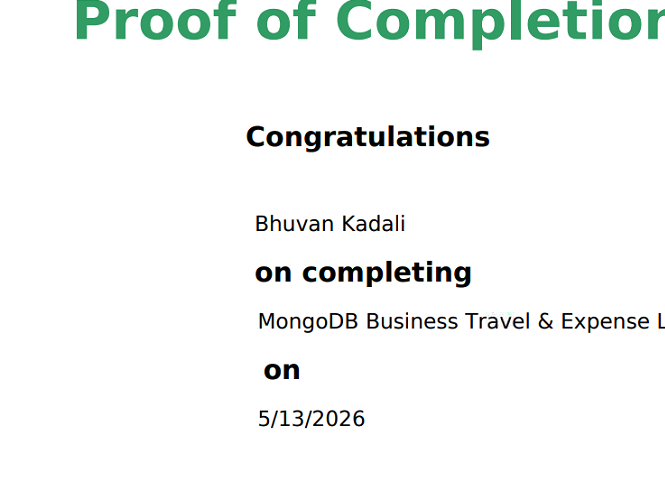 Proof of Completion
Congratulations
Bhuvan Kadali
on completing
MongoDB Business Travel & Expense L
on
5/13/2026